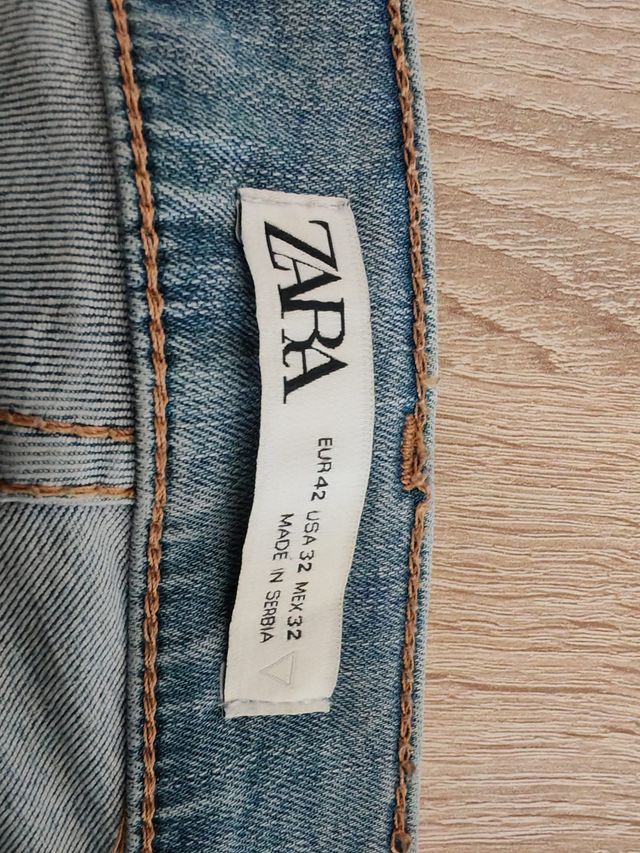 ZARA
EUR 42 USA 32 MEX 32
MADE IN SERBIA